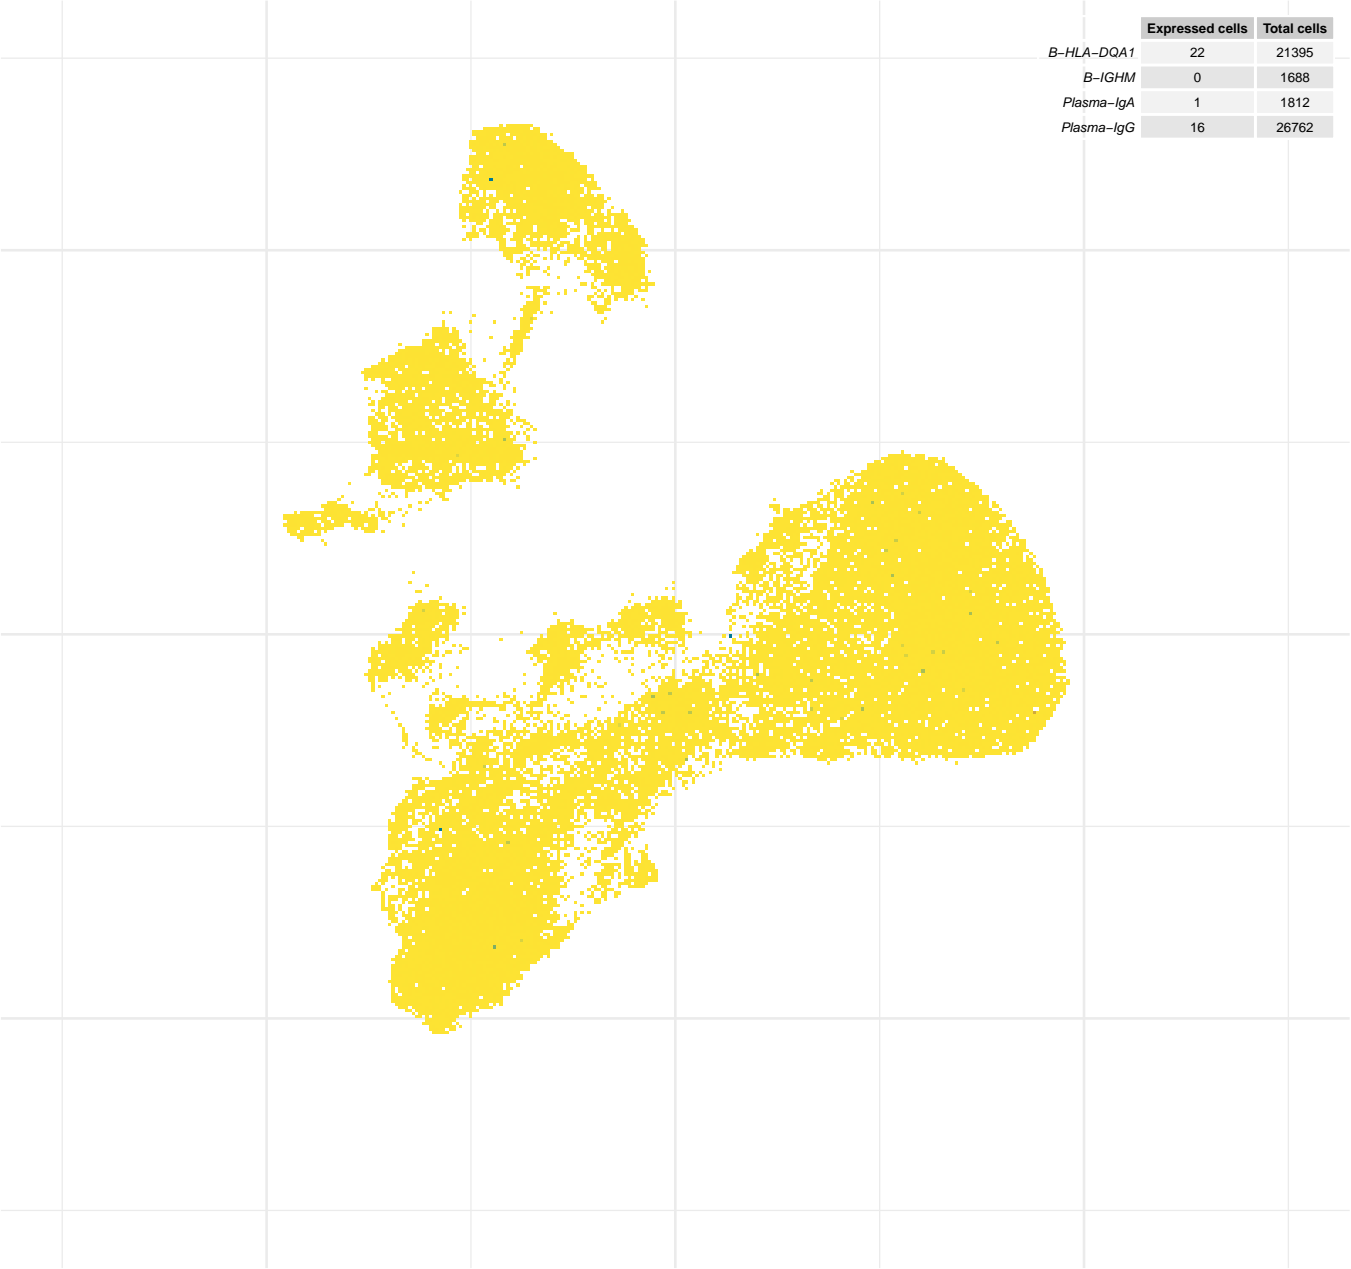 Expressed cells Total cells
B−HLA−DQA1 22 21395
B−IGHM 0 1688
Plasma−IgA 1 1812
Plasma−IgG 16 26762